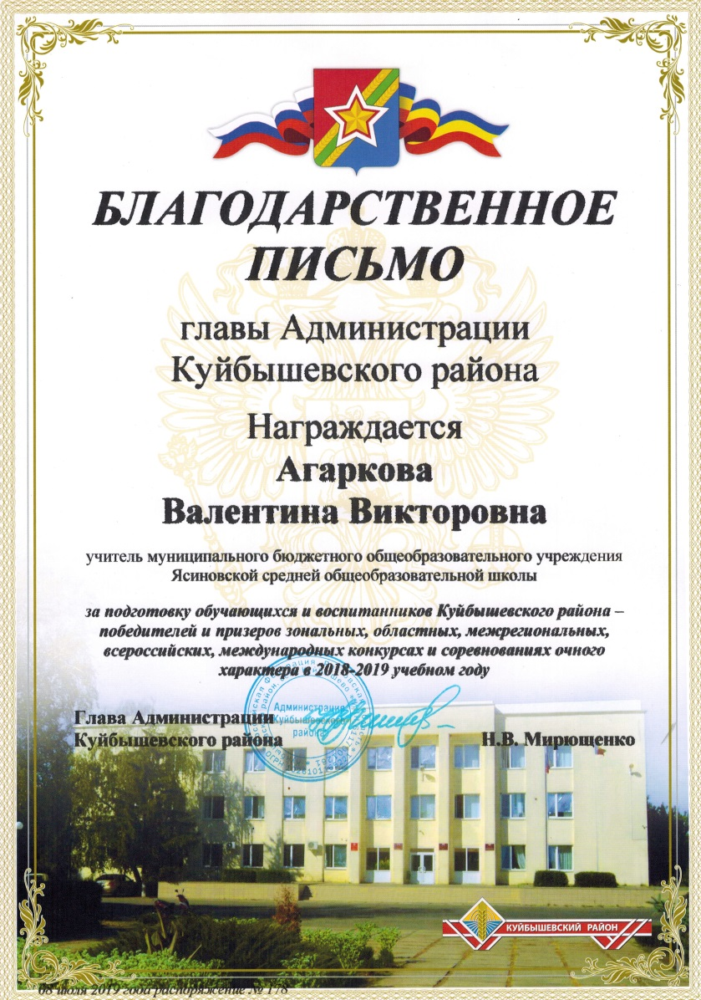 БЛАГОДАРСТВЕННОЕ
ПИСЬМО
главы Администрации
Куйбышевского района
Награждается
Агаркова
Валентина Викторовна
учитель муниципального бюджетного общеобразовательного учреждения
Ясиновской средней общеобразовательной школы
за подготовку обучающихся и воспитанников Куйбышевского района –
победителей и призеров зональных, областных, межрегиональных,
всероссийских, международных конкурсах и соревнованиях очного
характера в 2018-2019 учебном году
Глава Администрации
Куйбышевского района
Н.В. Мирющенко
Администрация
Куйбышевского
района
КУЙБЫШЕВСКИЙ РАЙОН
08 июля 2019 года распоряжение № 178